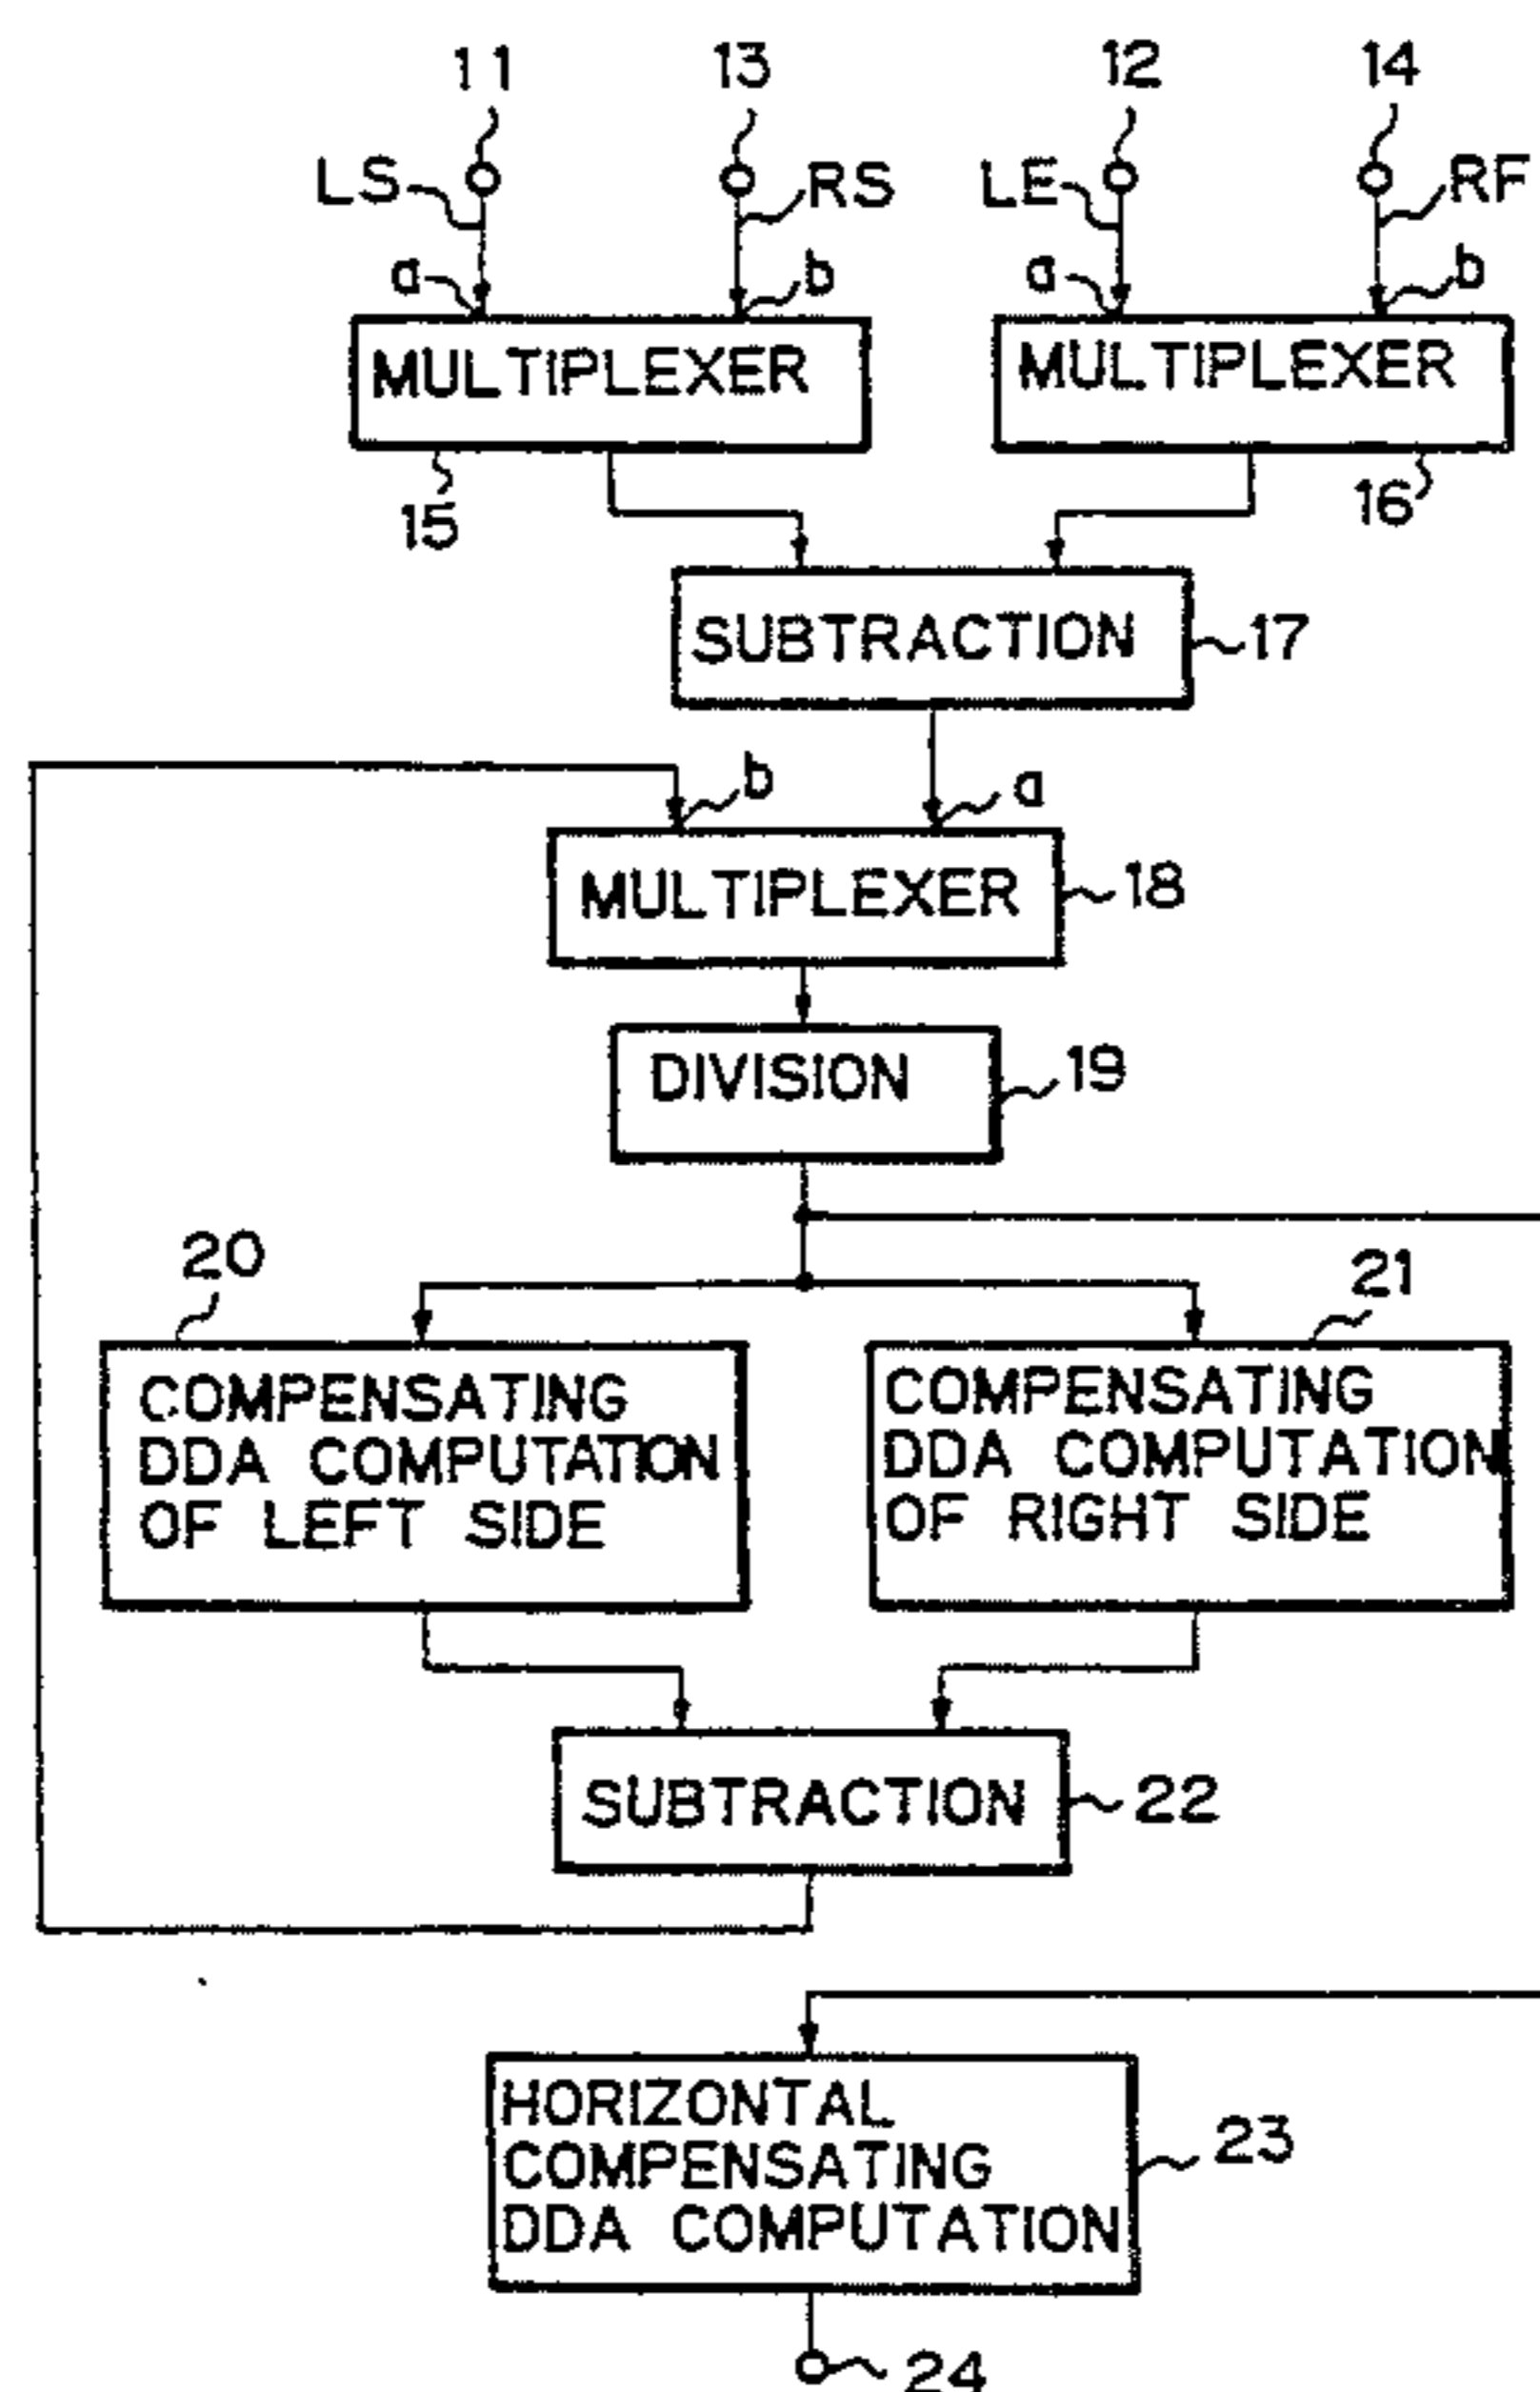 11 13 12 14
LS RS LE RF
a b a b
MULTIPLEXER MULTIPLEXER
15 16
SUBTRACTION 17
b a
MULTIPLEXER 18
DIVISION 19
20 21
COMPENSATING
DDA COMPUTATION
OF LEFT SIDE
COMPENSATING
DDA COMPUTATION
OF RIGHT SIDE
SUBTRACTION 22
HORIZONTAL
COMPENSATING
DDA COMPUTATION
23
24